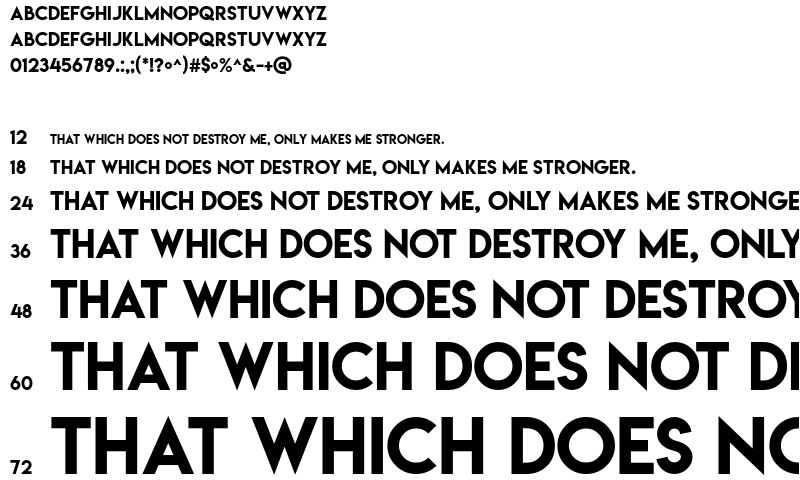 ABCDEFGHIJKLMNOPQRSTUVWXYZ
ABCDEFGHIJKLMNOPQRSTUVWXYZ
0123456789.:,;(*!?°^)#$°%^&-+@
12 THAT WHICH DOES NOT DESTROY ME, ONLY MAKES ME STRONGER.
18 THAT WHICH DOES NOT DESTROY ME, ONLY MAKES ME STRONGER.
24 THAT WHICH DOES NOT DESTROY ME, ONLY MAKES ME STRONGE
36 THAT WHICH DOES NOT DESTROY ME, ONLY
48 THAT WHICH DOES NOT DESTROY
60 THAT WHICH DOES NOT DE
72 THAT WHICH DOES NO